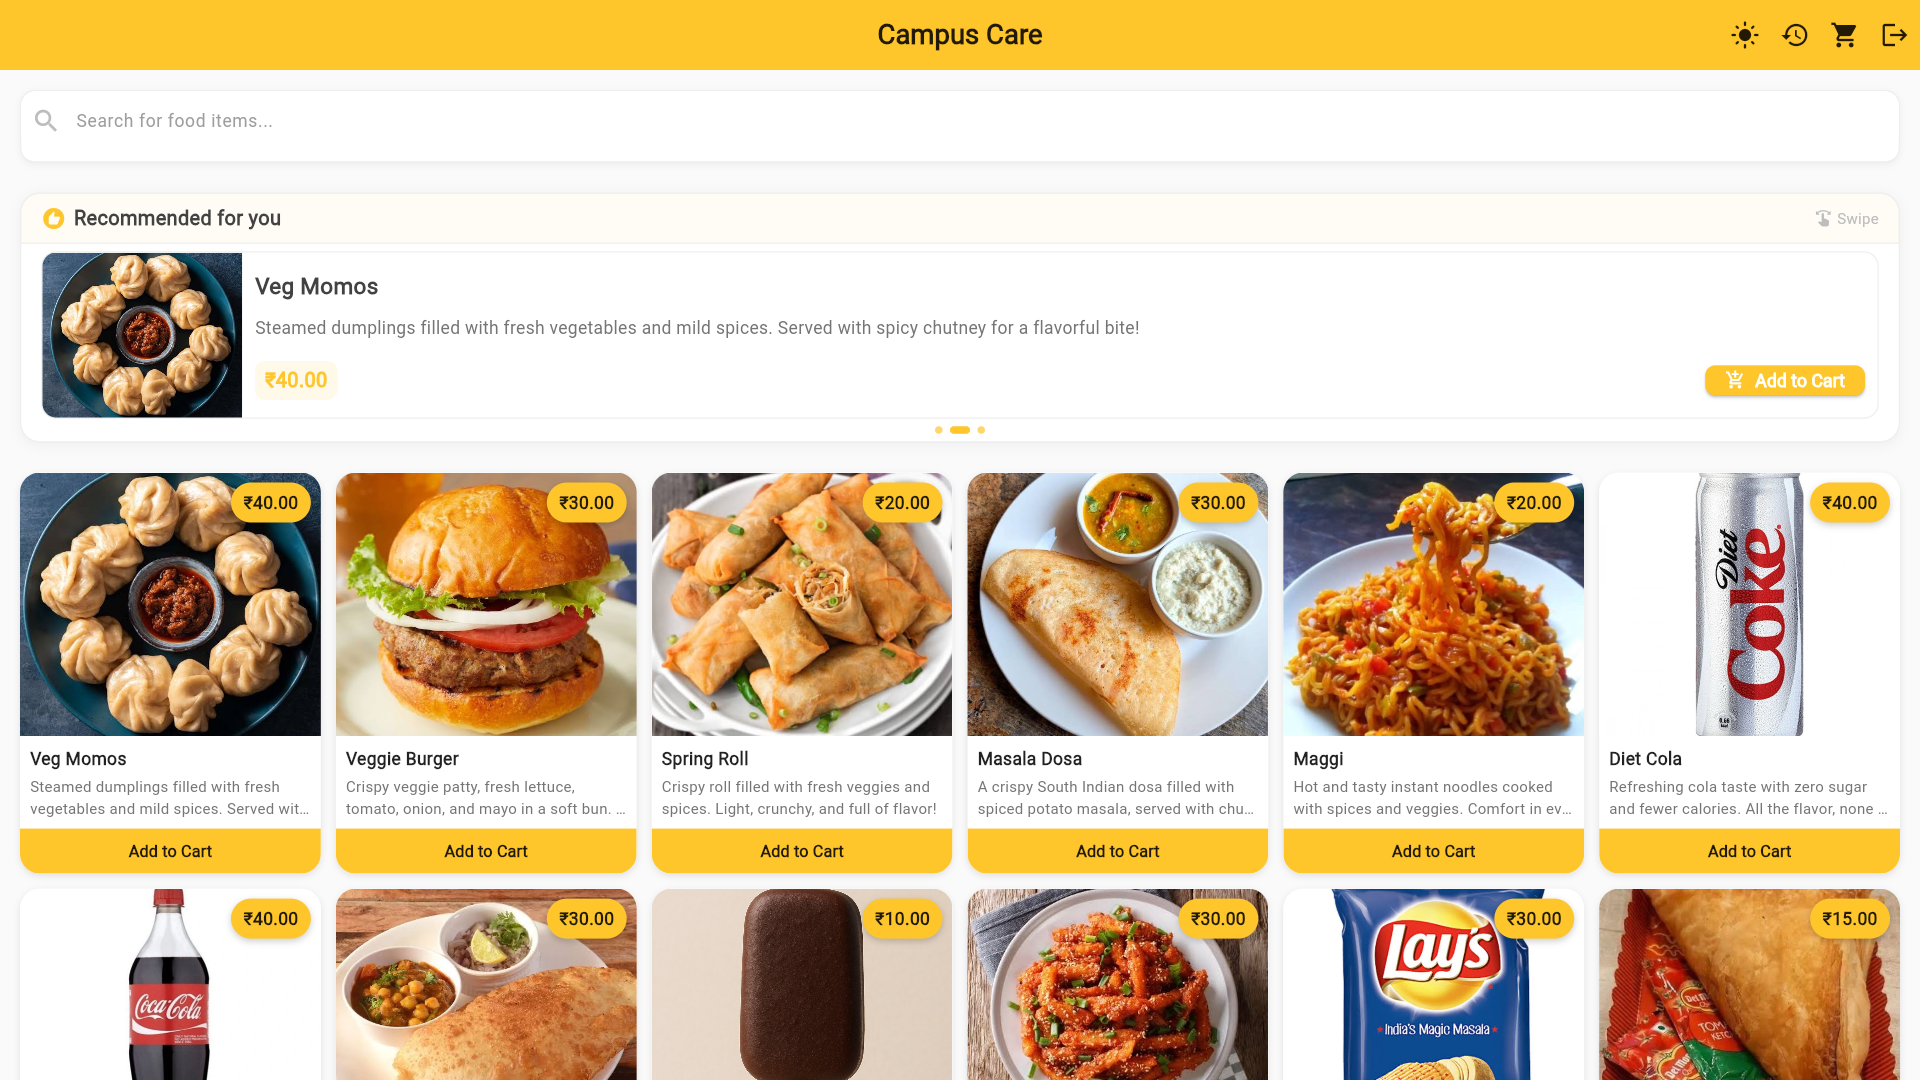 Campus Care
Search for food items...
Recommended for you
Swipe
Veg Momos
Steamed dumplings filled with fresh vegetables and mild spices. Served with spicy chutney for a flavorful bite!
₹40.00
Add to Cart
₹40.00
₹30.00
₹20.00
₹30.00
₹20.00
₹40.00
Diet
Coke
Veg Momos
Steamed dumplings filled with fresh
vegetables and mild spices. Served wit...
Add to Cart
Veggie Burger
Crispy veggie patty, fresh lettuce,
tomato, onion, and mayo in a soft bun. ...
Add to Cart
Spring Roll
Crispy roll filled with fresh veggies and
spices. Light, crunchy, and full of flavor!
Add to Cart
Masala Dosa
A crispy South Indian dosa filled with
spiced potato masala, served with chu...
Add to Cart
Maggi
Hot and tasty instant noodles cooked
with spices and veggies. Comfort in ev...
Add to Cart
Diet Cola
Refreshing cola taste with zero sugar
and fewer calories. All the flavor, none ...
Add to Cart
₹40.00
Coca-Cola
₹30.00
₹10.00
₹30.00
₹30.00
Lay's
India's Magic Masala
₹15.00